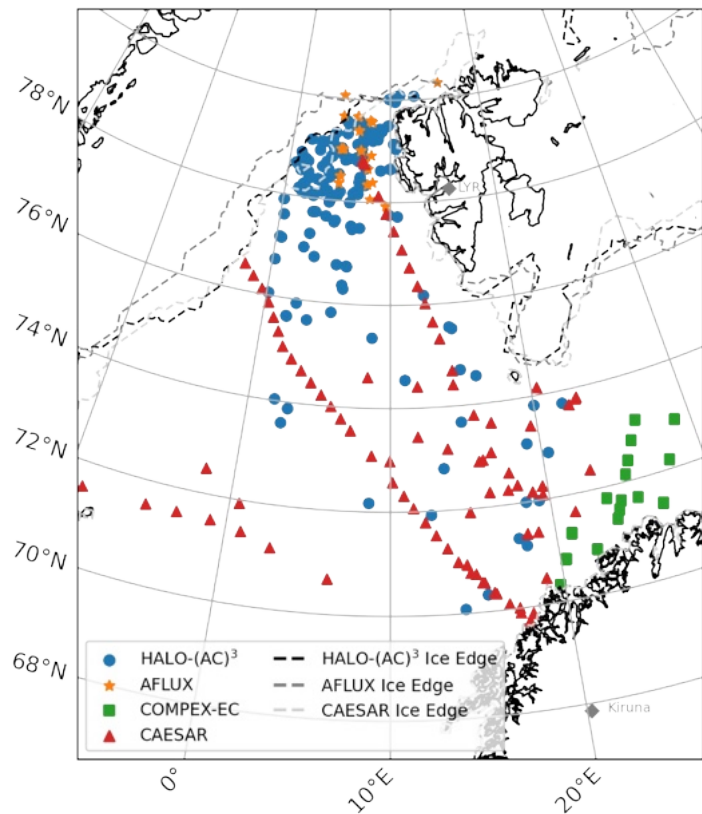 78°N
LYR
76°N
74°N
72°N
70°N
68°N
HALO-(AC)³
AFLUX
COMPEX-EC
CAESAR
HALO-(AC)³ Ice Edge
AFLUX Ice Edge
CAESAR Ice Edge
Kiruna
0°
10°E
20°E